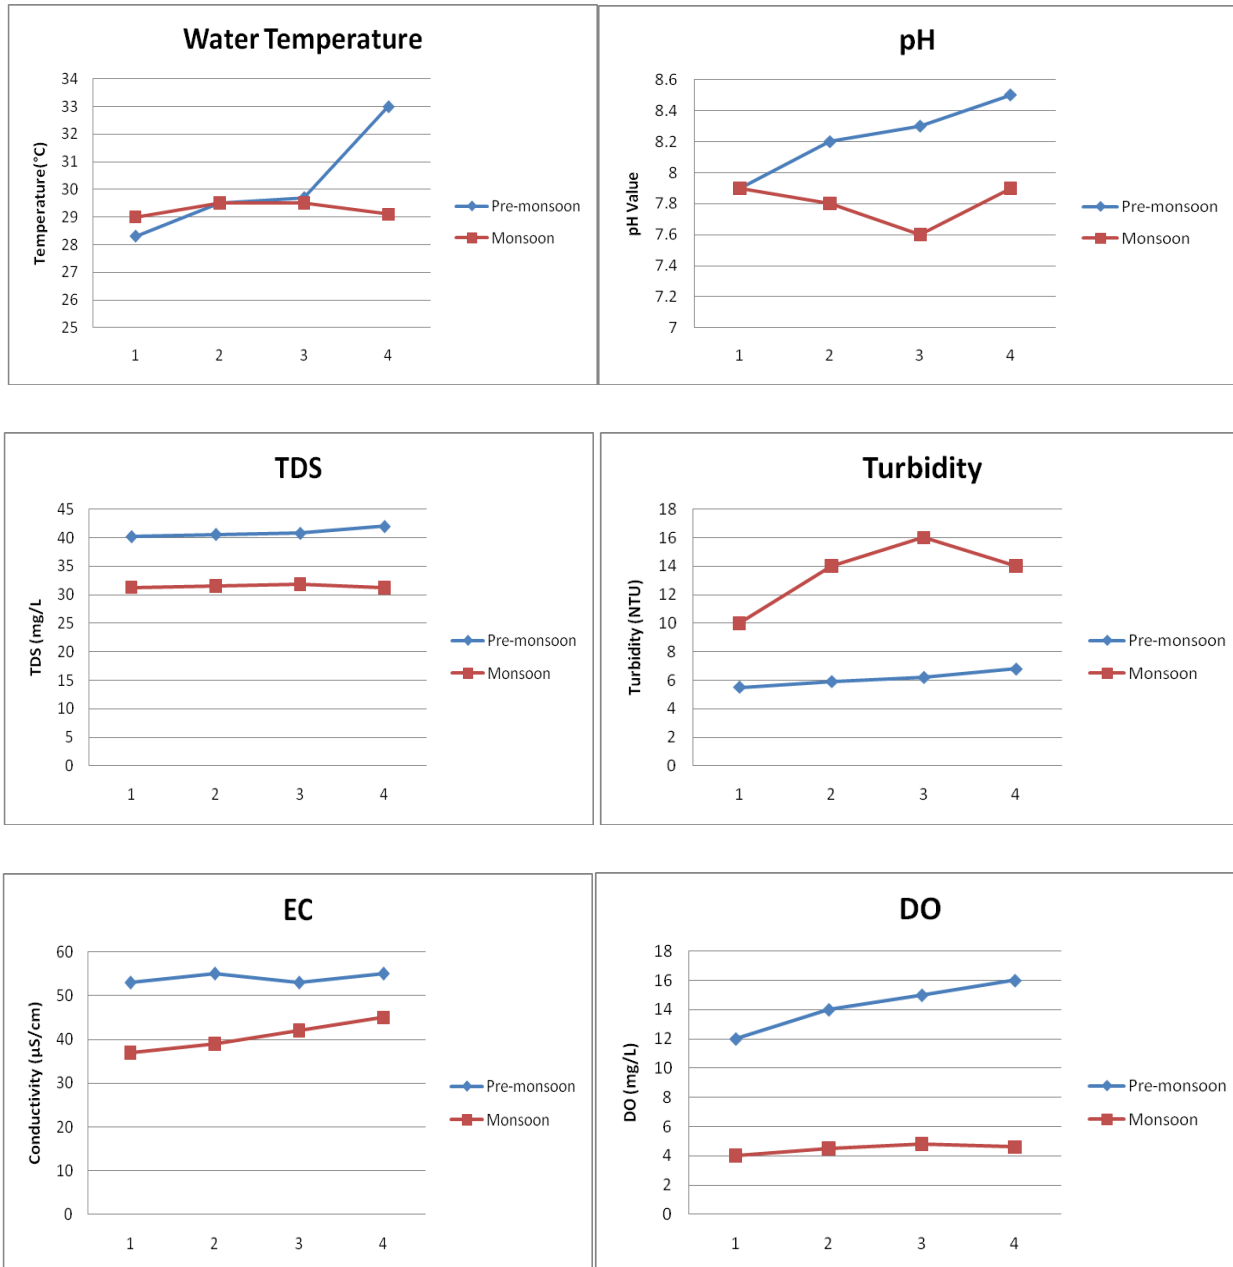 Water Temperature
34
33
32
31
30
29
28
27
26
25
Temperature(°C)
1 2 3 4
Pre-monsoon
Monsoon
pH
8.6
8.4
8.2
8
7.8
7.6
7.4
7.2
7
pH Value
1 2 3 4
Pre-monsoon
Monsoon
TDS
45
40
35
30
25
20
15
10
5
0
TDS (mg/L
1 2 3 4
Pre-monsoon
Monsoon
Turbidity
18
16
14
12
10
8
6
4
2
0
Turbidity (NTU)
1 2 3 4
Pre-monsoon
Monsoon
EC
60
50
40
30
20
10
0
Conductivity (µS/cm)
1 2 3 4
Pre-monsoon
Monsoon
DO
18
16
14
12
10
8
6
4
2
0
DO (mg/L)
1 2 3 4
Pre-monsoon
Monsoon